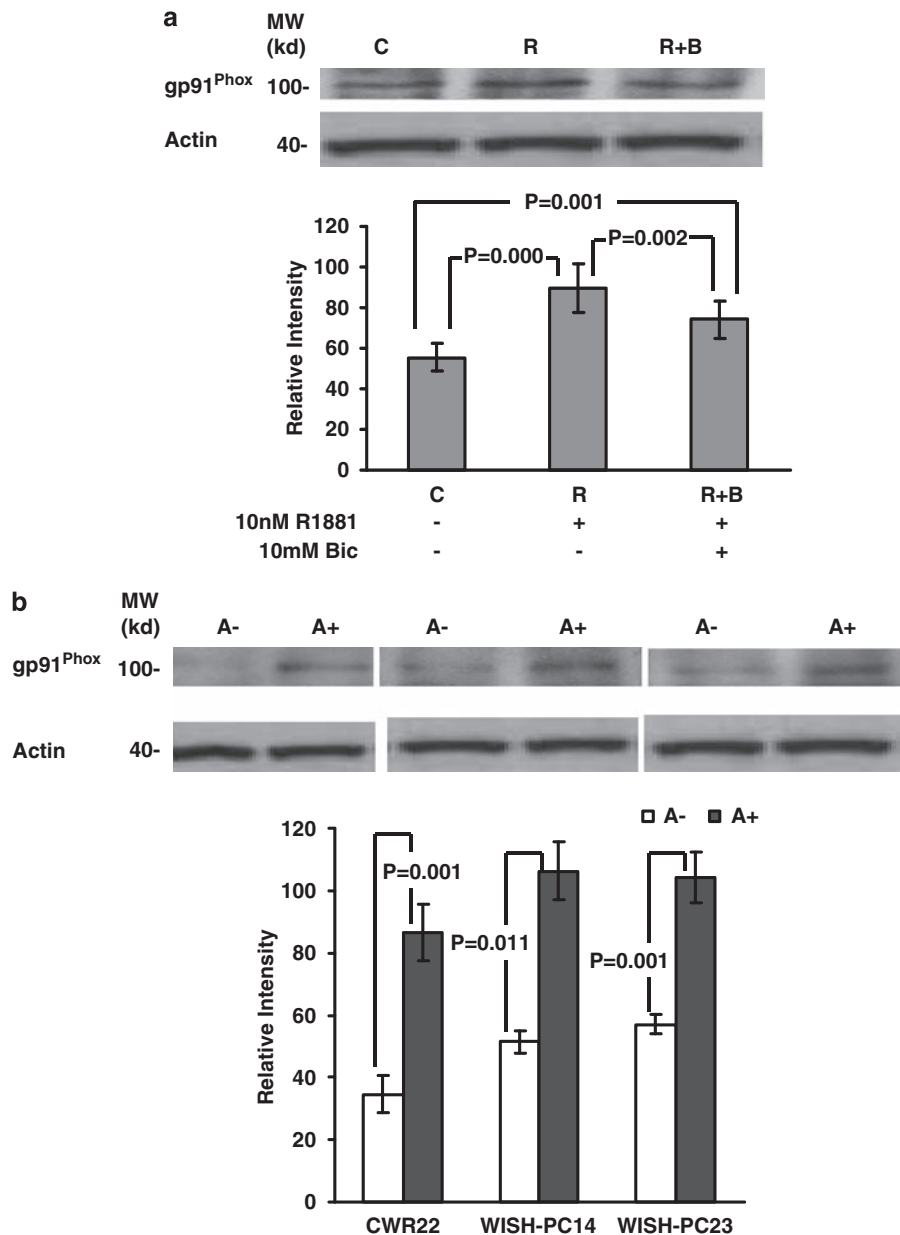 a
MW
(kd) C R R+B
gp91Phox 100-
Actin 40-
P=0.001
P=0.000 P=0.002
Relative Intensity
120
100
80
60
40
20
0
C R R+B
10nM R1881 - + +
10mM Bic - - +
b
MW
(kd) A- A+ A- A+ A- A+
gp91Phox 100-
Actin 40-
A- A+
Relative Intensity
120
100
80
60
40
20
0
P=0.001
P=0.011
P=0.001
CWR22 WISH-PC14 WISH-PC23